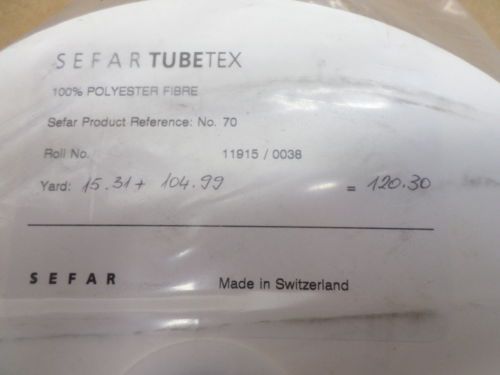 SEFAR TUBETEX
100% POLYESTER FIBRE
Sefar Product Reference: No. 70
Roll No. 11915 / 0038
Yard: 15.31 + 104.99 = 120.30
SEFAR Made in Switzerland